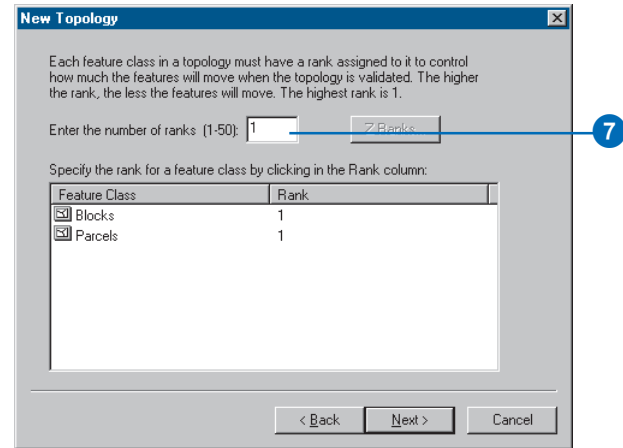 New Topology
Each feature class in a topology must have a rank assigned to it to control
how much the features will move when the topology is validated. The higher
the rank, the less the features will move. The highest rank is 1.
Enter the number of ranks (1-50): 1 Z Ranks... 7
Specify the rank for a feature class by clicking in the Rank column:
Feature Class Rank
Blocks 1
Parcels 1
< Back Next > Cancel